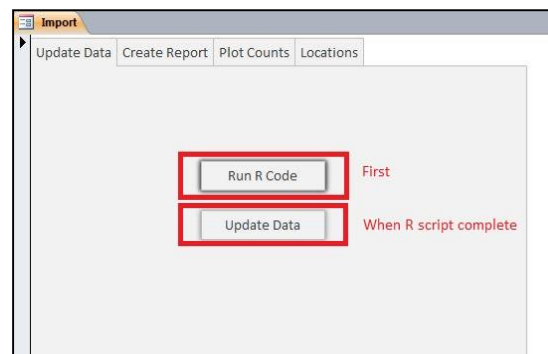 Import
Update Data Create Report Plot Counts Locations
Run R Code First
Update Data When R script complete